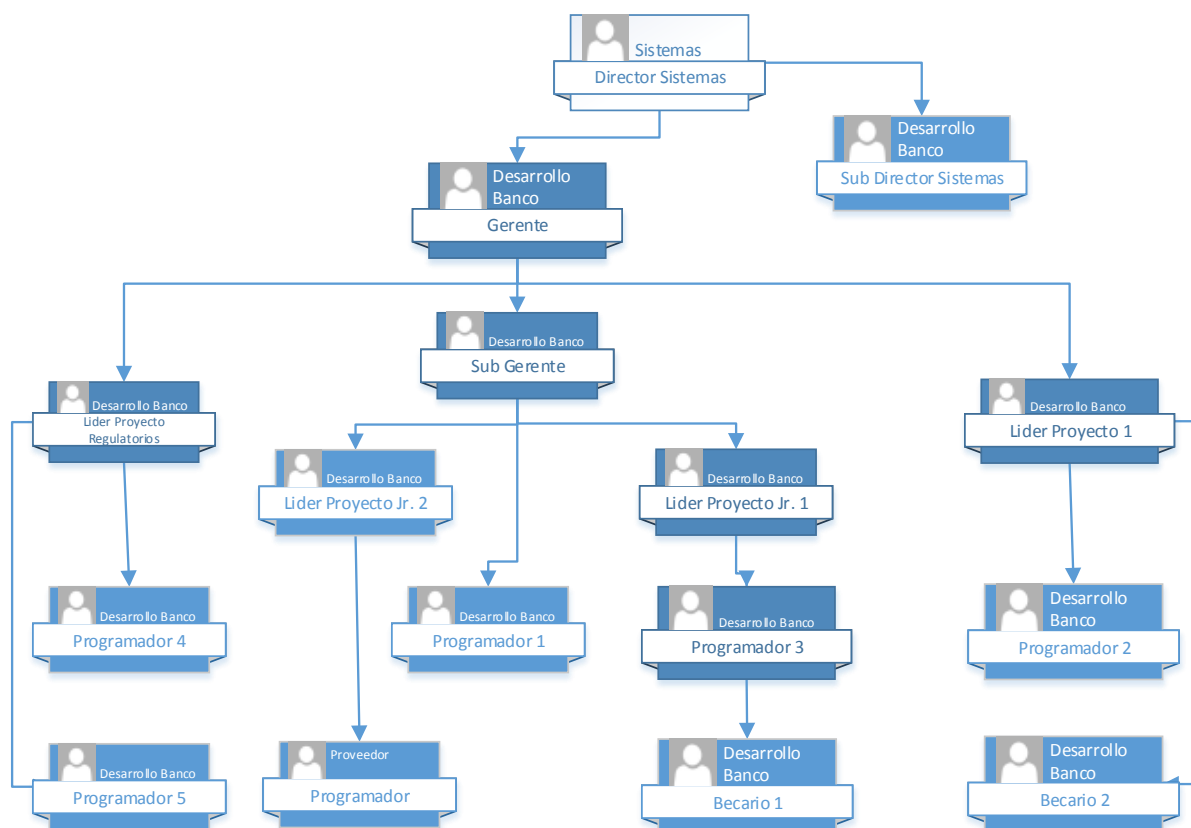 Sistemas
Director Sistemas
Desarrollo
Banco
Sub Director Sistemas
Desarrollo
Banco
Gerente
Desarrollo Banco
Sub Gerente
Desarrollo Banco
Lider Proyecto
Regulatorios
Desarrollo Banco
Lider Proyecto 1
Desarrollo Banco
Lider Proyecto Jr. 2
Desarrollo Banco
Lider Proyecto Jr. 1
Desarrollo Banco
Programador 4
Desarrollo Banco
Programador 1
Desarrollo Banco
Programador 3
Desarrollo
Banco
Programador 2
Desarrollo Banco
Programador 5
Proveedor
Programador
Desarrollo
Banco
Becario 1
Desarrollo
Banco
Becario 2